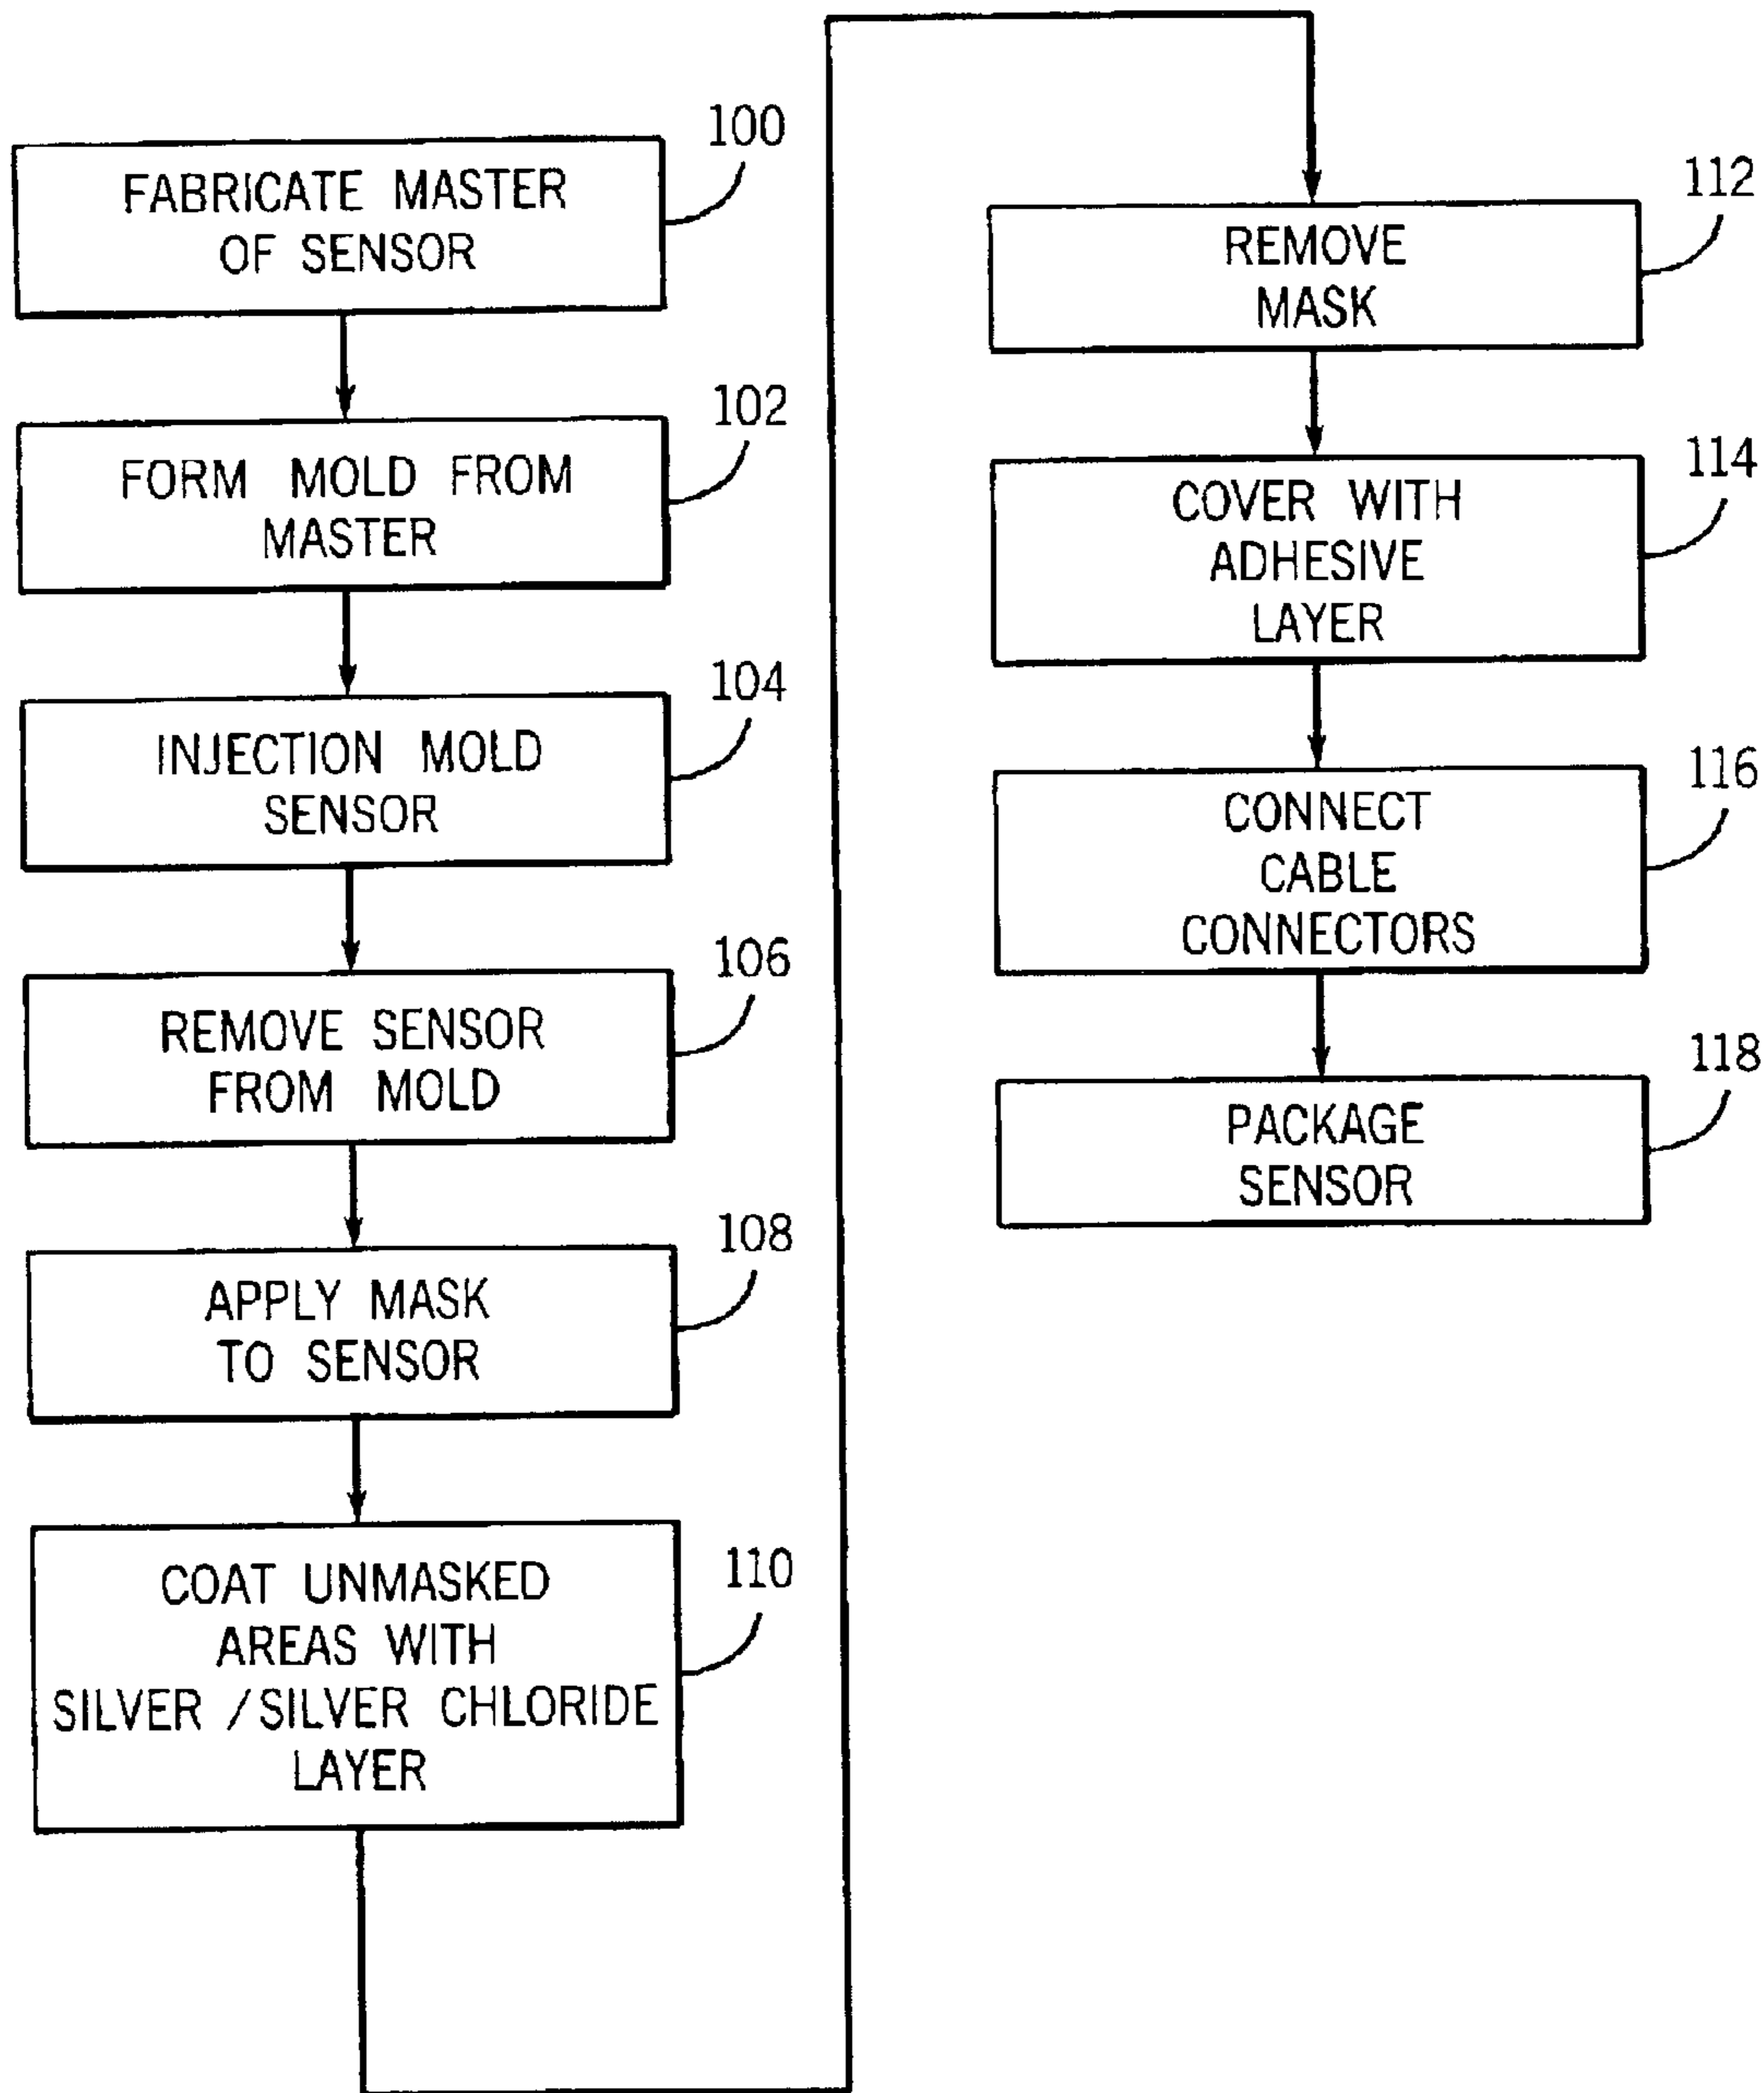 100
FABRICATE MASTER
OF SENSOR
102
FORM MOLD FROM
MASTER
104
INJECTION MOLD
SENSOR
106
REMOVE SENSOR
FROM MOLD
108
APPLY MASK
TO SENSOR
110
COAT UNMASKED
AREAS WITH
SILVER / SILVER CHLORIDE
LAYER
112
REMOVE
MASK
114
COVER WITH
ADHESIVE
LAYER
116
CONNECT
CABLE
CONNECTORS
118
PACKAGE
SENSOR